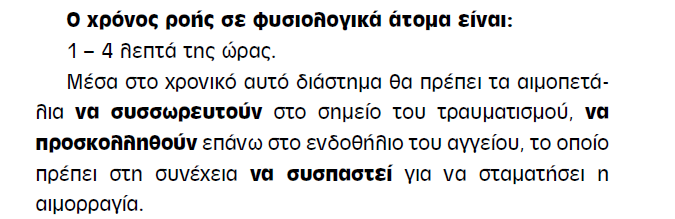 Ο χρόνος ροής σε φυσιολογικά άτομα είναι:
1 – 4 λεπτά της ώρας.
Μέσα στο χρονικό αυτό διάστημα θα πρέπει τα αιμοπετά-
λια να συσσωρευτούν στο σημείο του τραυματισμού, να
προσκολληθούν επάνω στο ενδοθήλιο του αγγείου, το οποίο
πρέπει στη συνέχεια να συσπαστεί για να σταματήσει η
αιμορραγία.